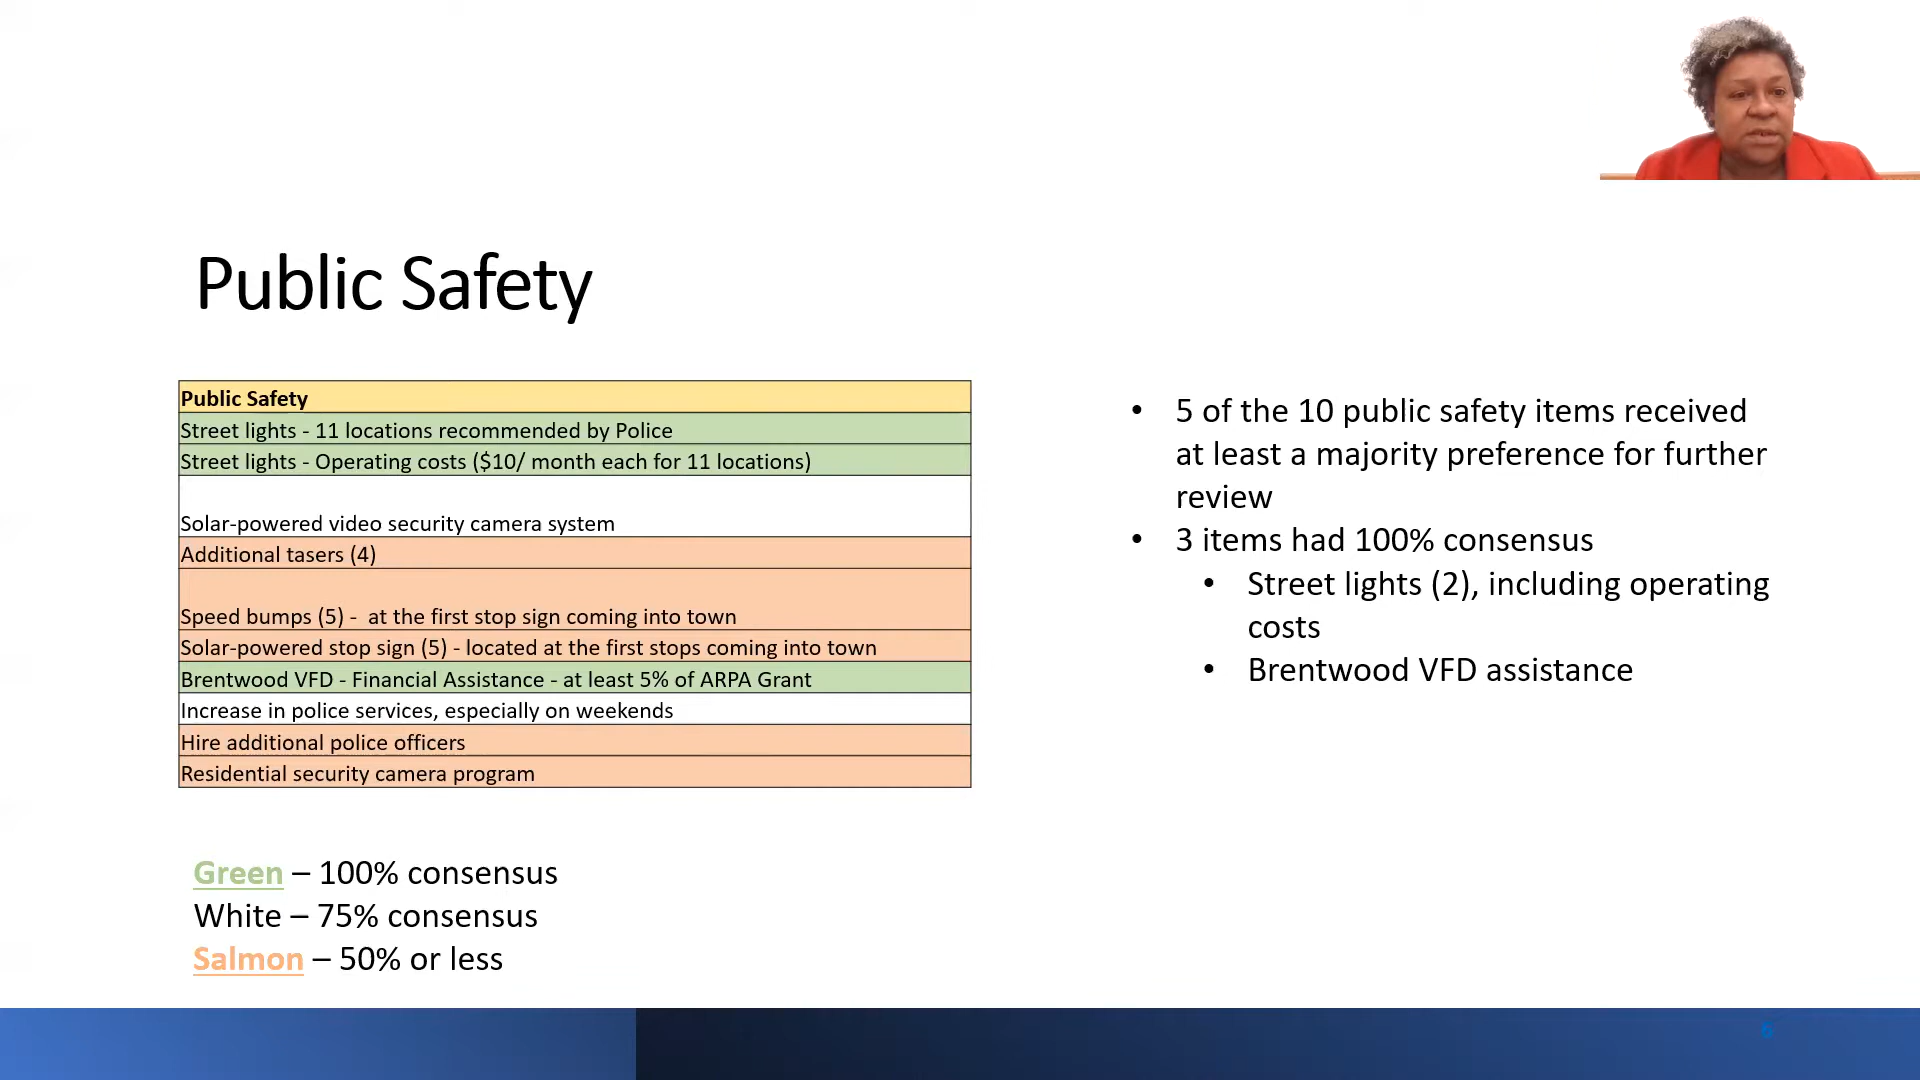 Public Safety
Public Safety
Street lights - 11 locations recommended by Police
Street lights - Operating costs ($10/ month each for 11 locations)
Solar-powered video security camera system
Additional tasers (4)
Speed bumps (5) -  at the first stop sign coming into town
Solar-powered stop sign (5) - located at the first stops coming into town
Brentwood VFD - Financial Assistance - at least 5% of ARPA Grant
Increase in police services, especially on weekends
Hire additional police officers
Residential security camera program
Green – 100% consensus
White – 75% consensus
Salmon – 50% or less
• 5 of the 10 public safety items received
at least a majority preference for further
review
• 3 items had 100% consensus
• Street lights (2), including operating
costs
• Brentwood VFD assistance
6